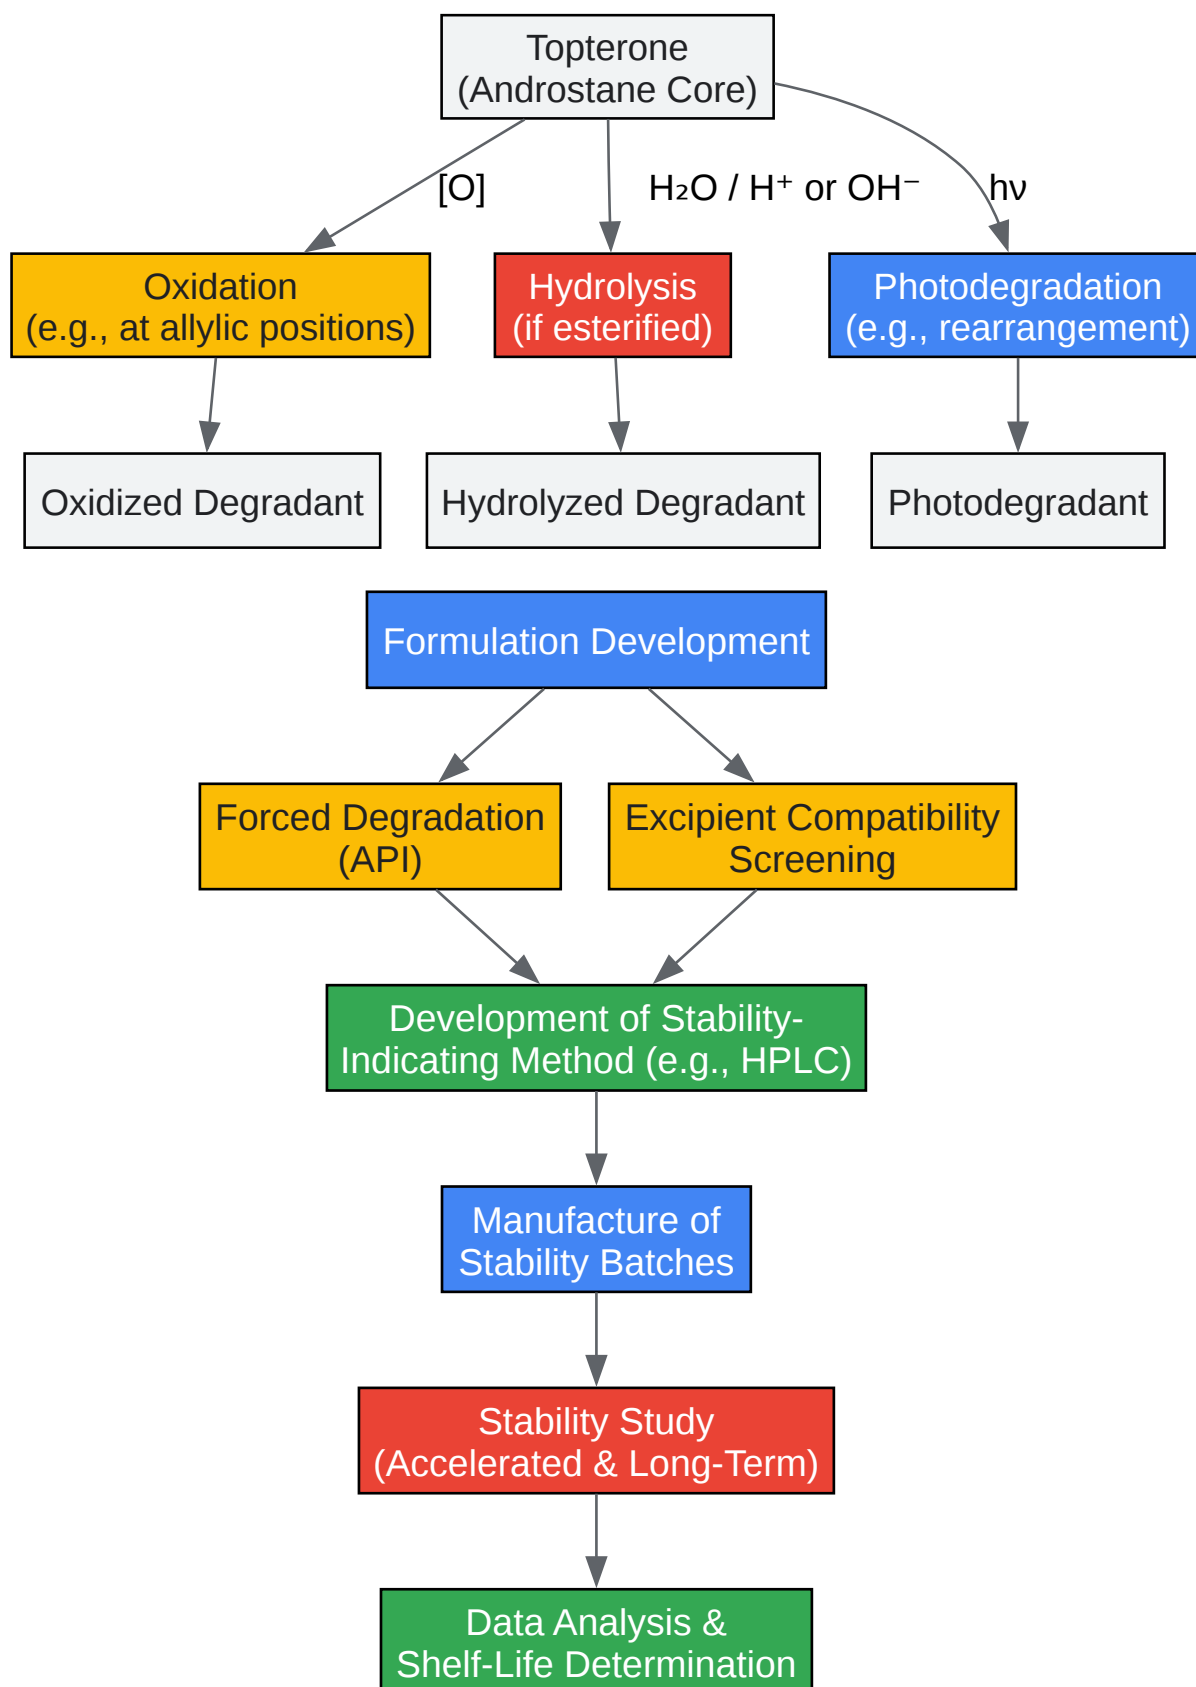 Topterone
(Androstane Core)
[O]
H₂O / H⁺ or OH⁻
hν
Oxidation
(e.g., at allylic positions)
Hydrolysis
(if esterified)
Photodegradation
(e.g., rearrangement)
Oxidized Degradant
Hydrolyzed Degradant
Photodegradant
Formulation Development
Forced Degradation
(API)
Excipient Compatibility
Screening
Development of Stability-
Indicating Method (e.g., HPLC)
Manufacture of
Stability Batches
Stability Study
(Accelerated & Long-Term)
Data Analysis &
Shelf-Life Determination